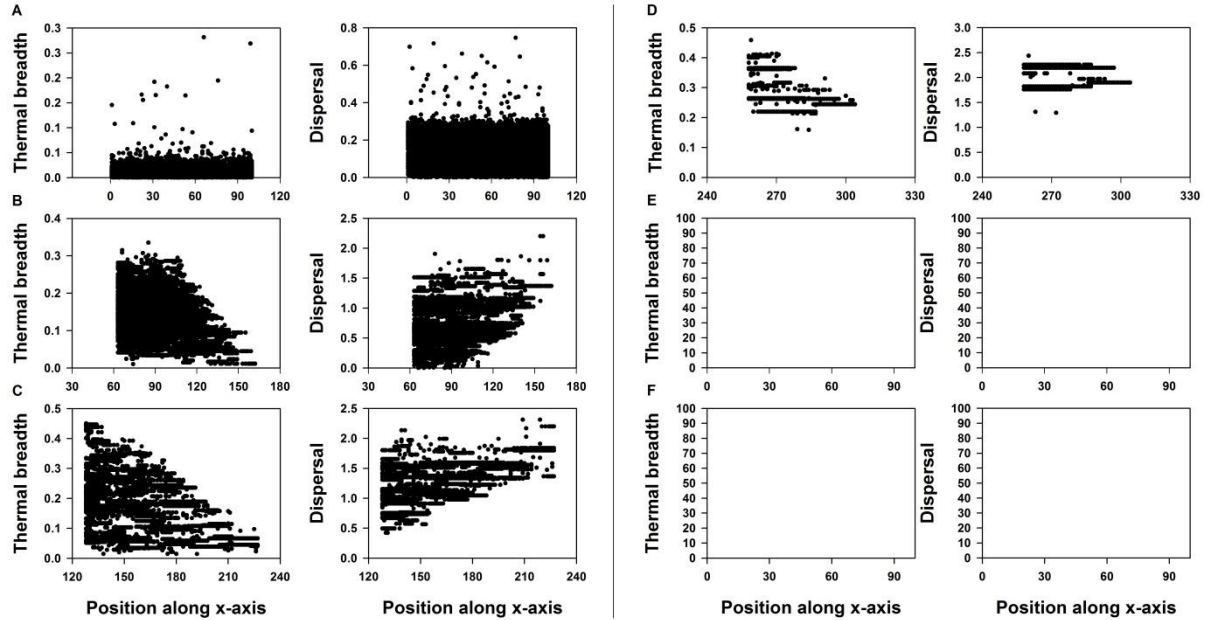 A
Thermal breadth
0.3
0.3
0.2
0.2
0.1
0.1
0.0
0 30 60 90 120
Dispersal
0.8
0.6
0.4
0.2
0.0
0 30 60 90 120
B
Thermal breadth
0.4
0.3
0.2
0.1
0.0
30 60 90 120 150 180
Dispersal
2.5
2.0
1.5
1.0
0.5
0.0
30 60 90 120 150 180
C
Thermal breadth
0.5
0.4
0.3
0.2
0.1
0.0
120 150 180 210 240
Position along x-axis
Dispersal
2.5
2.0
1.5
1.0
0.5
0.0
120 150 180 210 240
Position along x-axis
D
Thermal breadth
0.5
0.4
0.3
0.2
0.1
0.0
240 270 300 330
Dispersal
3.0
2.5
2.0
1.5
1.0
0.5
0.0
240 270 300 330
E
Thermal breadth
100
90
80
70
60
50
40
30
20
10
0
0 30 60 90
Dispersal
100
90
80
70
60
50
40
30
20
10
0
0 30 60 90
F
Thermal breadth
100
90
80
70
60
50
40
30
20
10
0
0 30 60 90
Position along x-axis
Dispersal
100
90
80
70
60
50
40
30
20
10
0
0 30 60 90
Position along x-axis